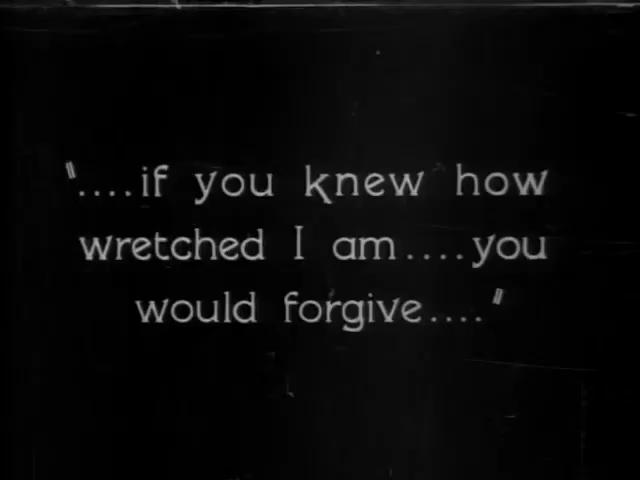 "....if you knew how
wretched I am....you
would forgive...."